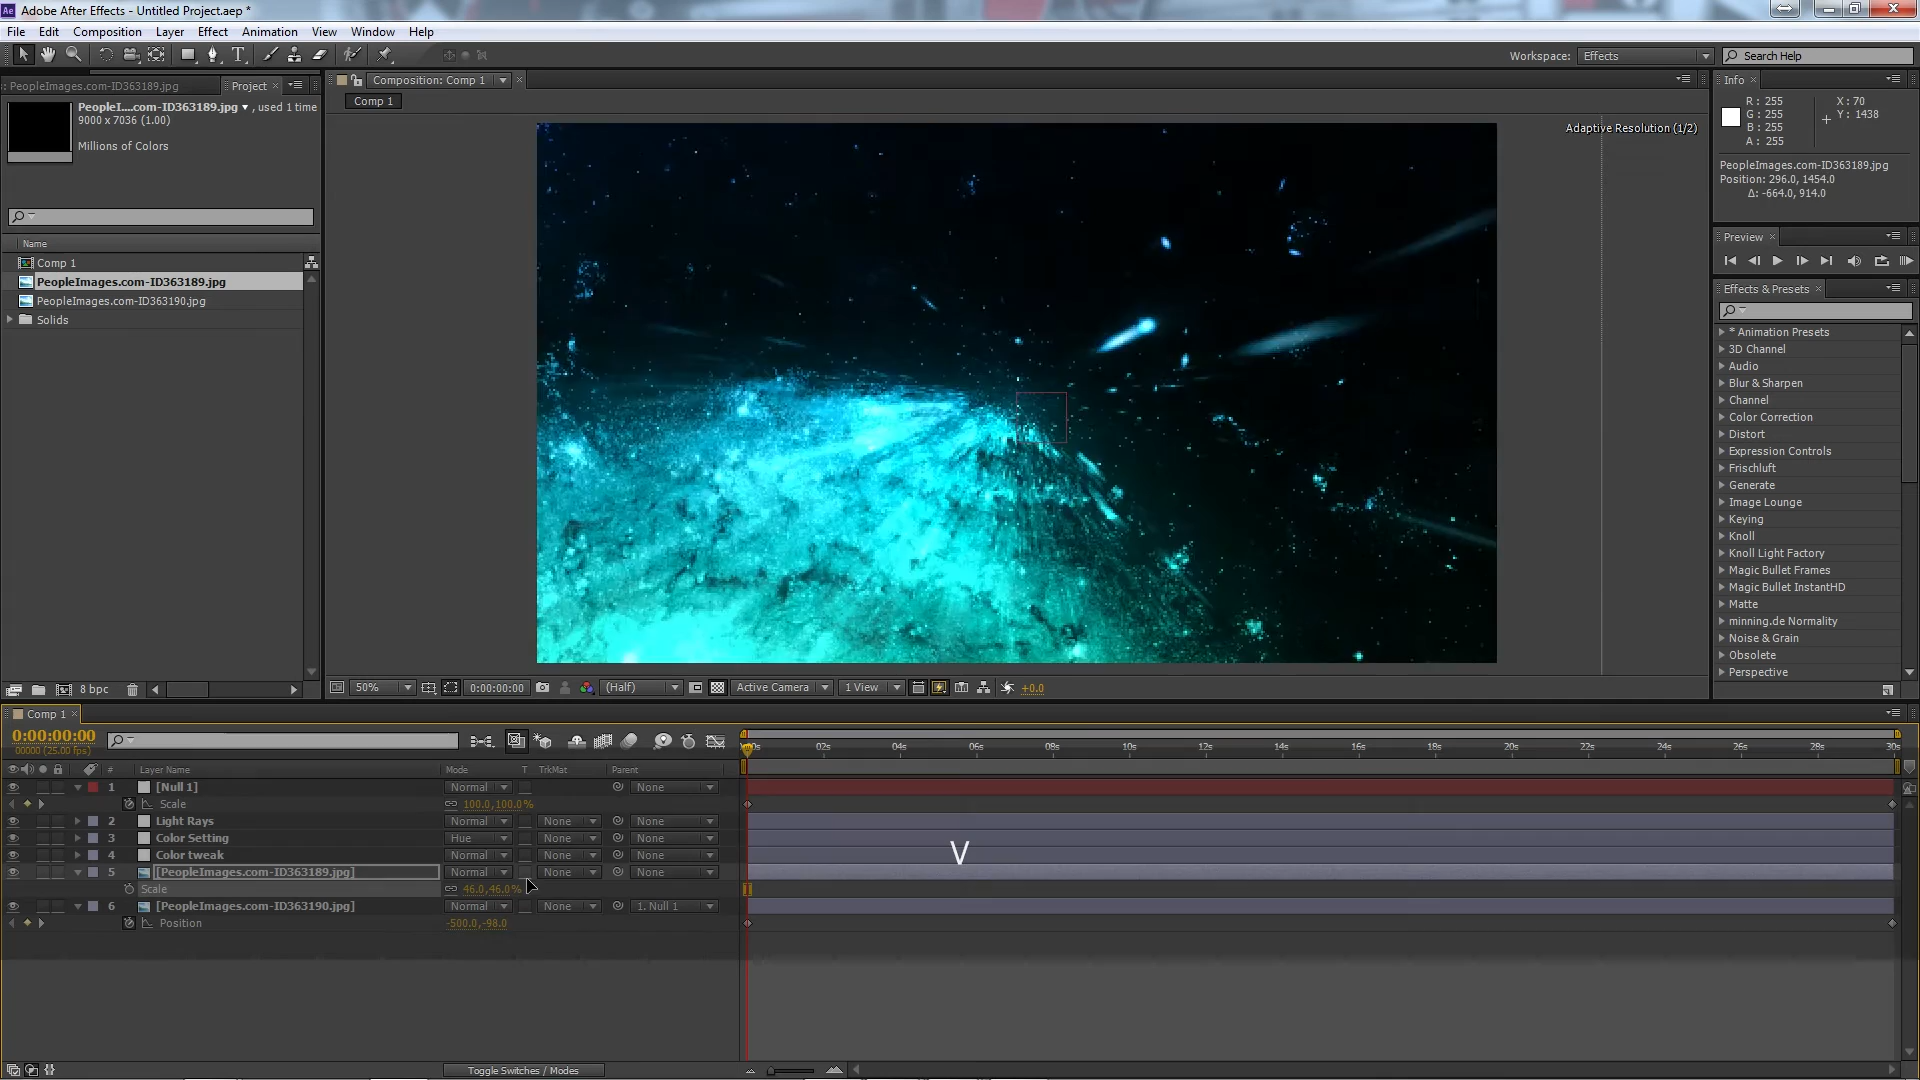 Ae Adobe After Effects - Untitled Project.aep *
File Edit Composition Layer Effect Animation View Window Help
T Workspace: Effects Search Help
: PeopleImages.com-ID363189.jpg Project ×
PeopleI....com-ID363189.jpg ▼ , used 1 time
9000 x 7036 (1.00)
Millions of Colors
Name
Comp 1
PeopleImages.com-ID363189.jpg
PeopleImages.com-ID363190.jpg
Solids
8 bpc
Composition: Comp 1
Comp 1
Adaptive Resolution (1/2)
50% 0:00:00:00 (Half) Active Camera 1 View +0.0
Info ×
R: 255 X: 70
G: 255 Y: 1438
B: 255
A: 255
PeopleImages.com-ID363189.jpg
Position: 296.0, 1454.0
Δ: -664.0, 914.0
Preview ×
Effects & Presets ×
* Animation Presets
3D Channel
Audio
Blur & Sharpen
Channel
Color Correction
Distort
Expression Controls
Frischluft
Generate
Image Lounge
Keying
Knoll
Knoll Light Factory
Magic Bullet Frames
Magic Bullet InstantHD
Matte
minning.de Normality
Noise & Grain
Obsolete
Perspective
Comp 1 ×
0:00:00:00
00000 (25.00 fps)
02s 04s 06s 08s 10s 12s 14s 16s 18s 20s 22s 24s 26s 28s 30s
# Layer Name Mode T TrkMat Parent
1 [Null 1] Normal None
Scale 100.0,100.0%
2 Light Rays Normal None None
3 Color Setting Hue None None
4 Color tweak Normal None None
5 [PeopleImages.com-ID363189.jpg] Normal None None
Scale 46.0,46.0%
6 [PeopleImages.com-ID363190.jpg] Normal None 1. Null 1
Position -500.0,-98.0
V
Toggle Switches / Modes